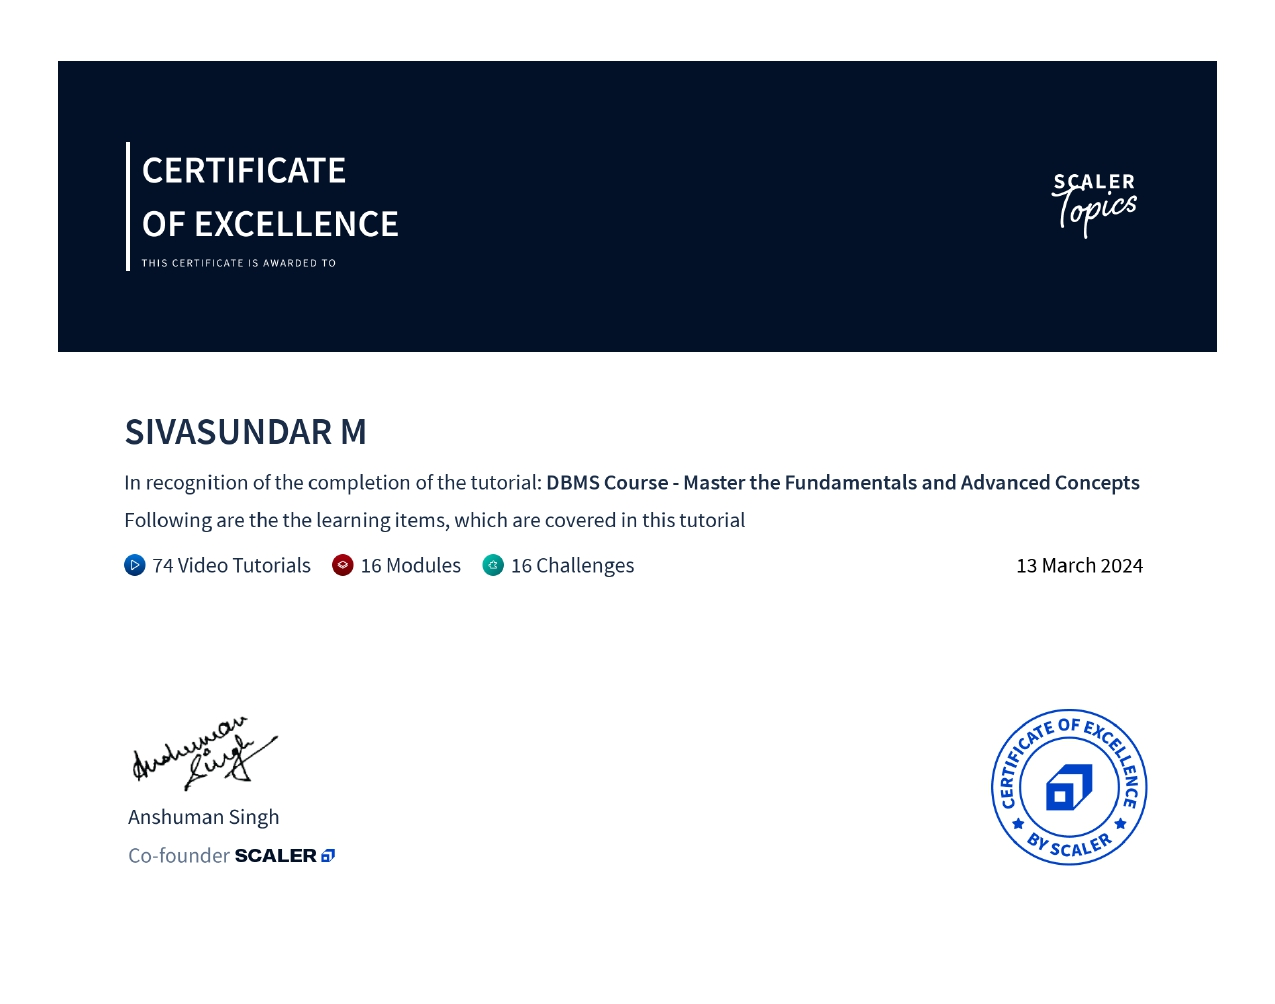 CERTIFICATE
OF EXCELLENCE
THIS CERTIFICATE IS AWARDED TO
SCALER
Topics
SIVASUNDAR M
In recognition of the completion of the tutorial: DBMS Course - Master the Fundamentals and Advanced Concepts
Following are the the learning items, which are covered in this tutorial
74 Video Tutorials 16 Modules 16 Challenges 13 March 2024
Anshuman
Singh
Anshuman Singh
Co-founder SCALER
CERTIFICATE OF EXCELLENCE
BY SCALER